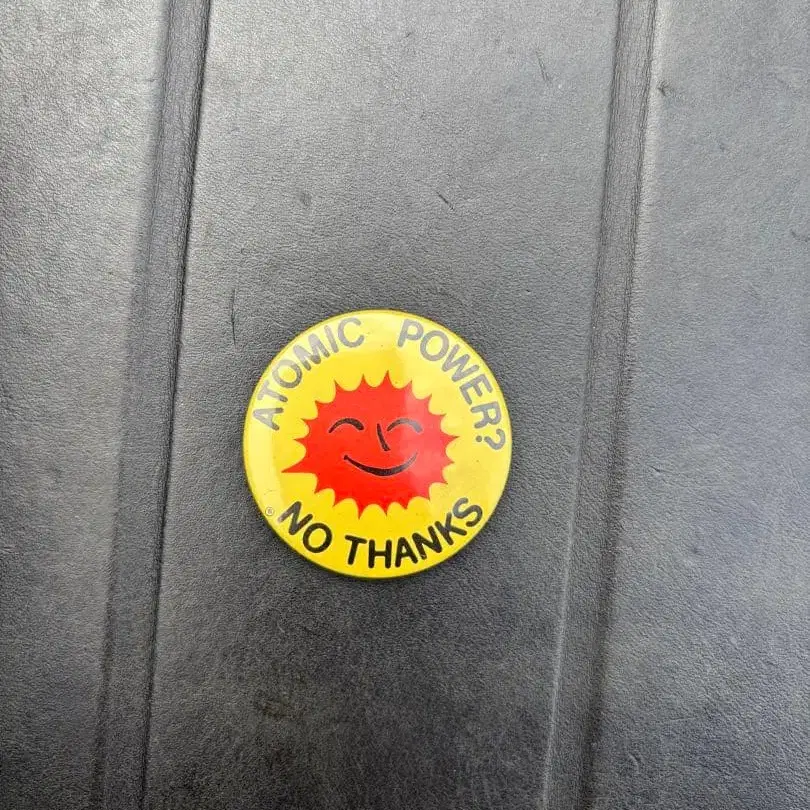 ATOMIC POWER?
NO THANKS
®